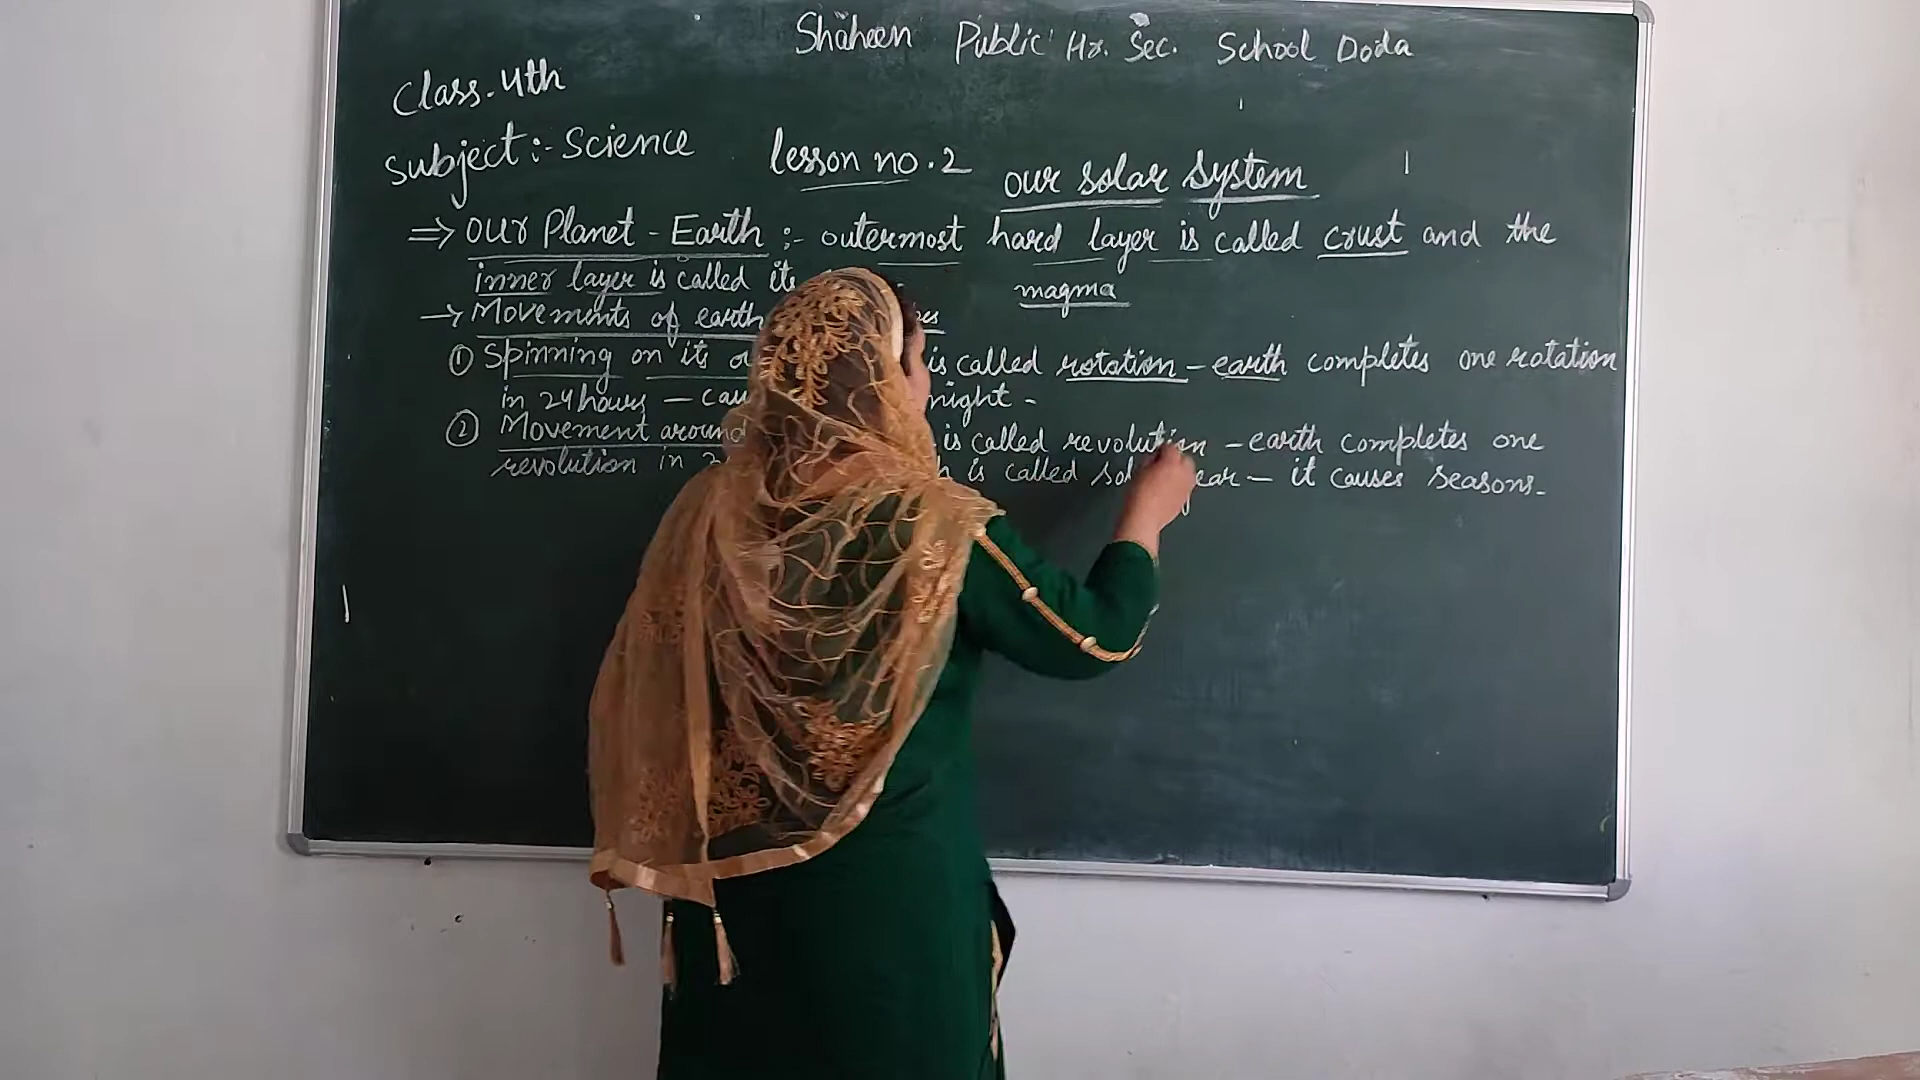 Shaheen Public Hr. Sec. School Doda
Class. 4th
Subject:- Science lesson no. 2 our solar system
⇒ our Planet - Earth :- outermost hard layer is called crust and the
inner layer is called its magma
→ Movements of earth
① Spinning on its is called rotation - earth completes one rotation
in 24 hours — night -
② Movement around is called revolution - earth completes one
revolution in is called — it causes seasons.